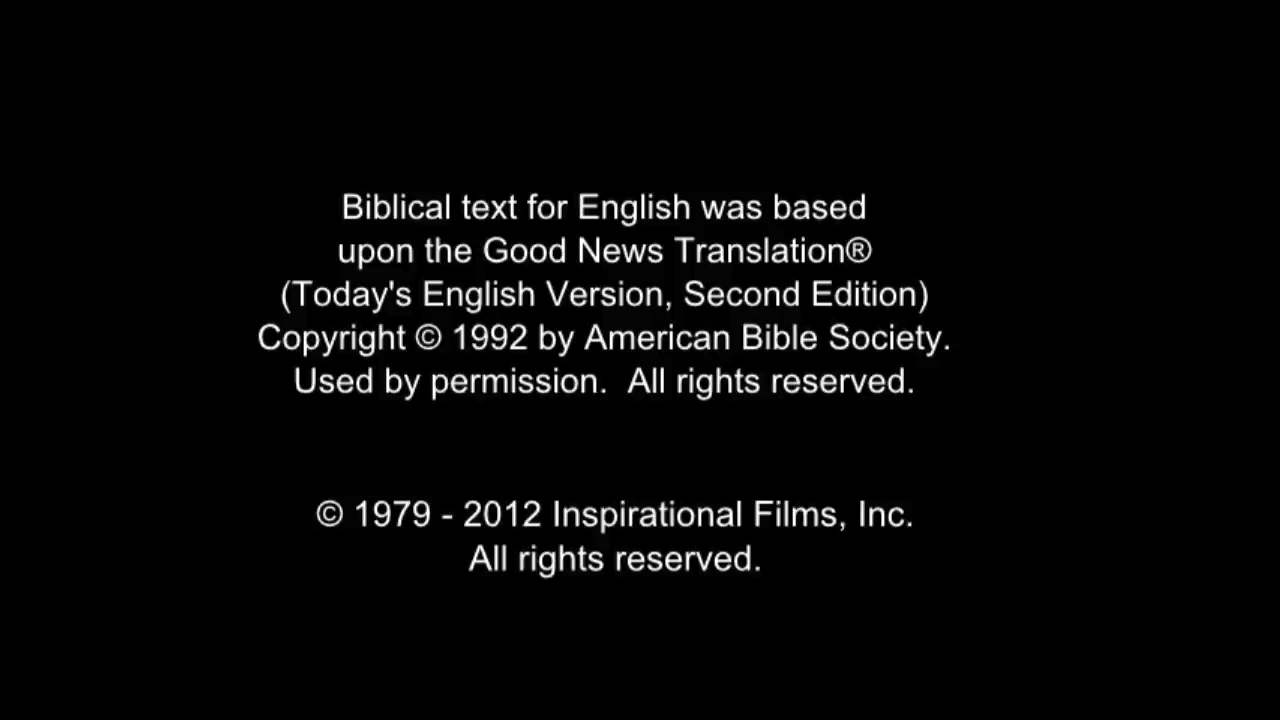 Biblical text for English was based
upon the Good News Translation®
(Today's English Version, Second Edition)
Copyright © 1992 by American Bible Society.
Used by permission.  All rights reserved.
© 1979 - 2012 Inspirational Films, Inc.
All rights reserved.